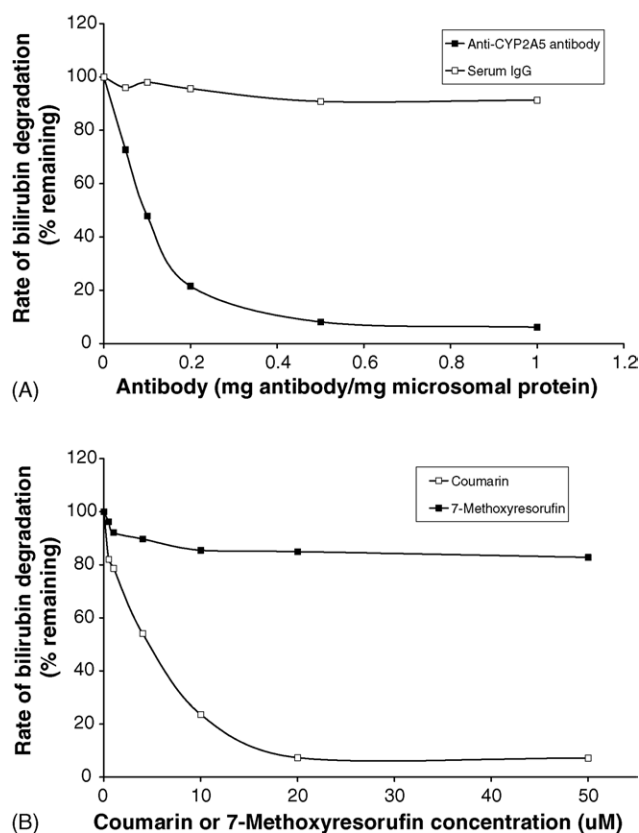 120
100
80
60
40
20
0
Rate of bilirubin degradation
(% remaining)
Anti-CYP2A5 antibody
Serum IgG
0 0.2 0.4 0.6 0.8 1 1.2
(A) Antibody (mg antibody/mg microsomal protein)
120
100
80
60
40
20
0
Rate of bilirubin degradation
(% remaining)
Coumarin
7-Methoxyresorufin
0 10 20 30 40 50
(B) Coumarin or 7-Methoxyresorufin concentration (uM)